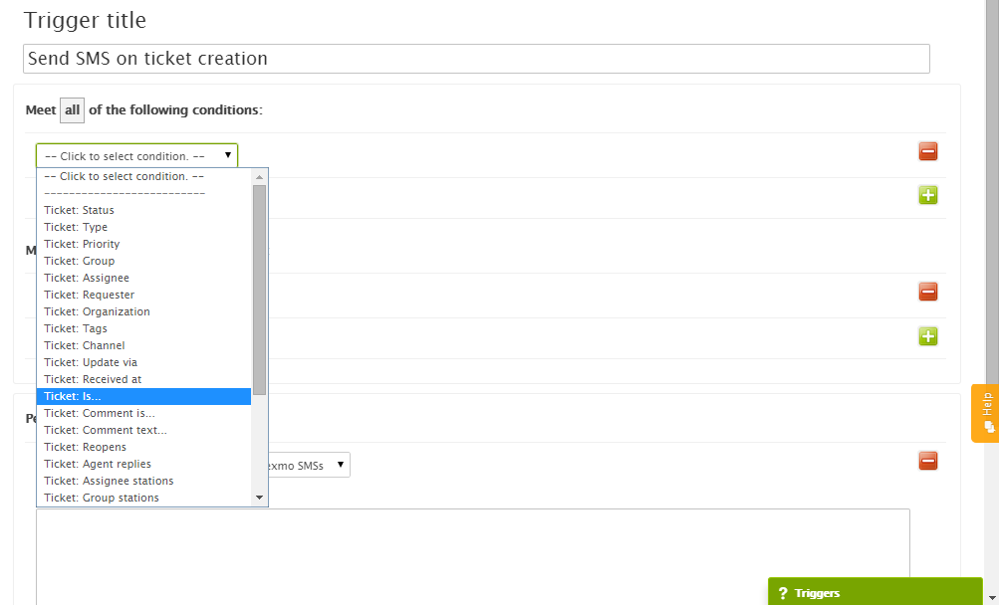 Trigger title
Send SMS on ticket creation
Meet all of the following conditions:
-- Click to select condition. --
-- Click to select condition. --
--------------------------
Ticket: Status
Ticket: Type
Ticket: Priority
Ticket: Group
Ticket: Assignee
Ticket: Requester
Ticket: Organization
Ticket: Tags
Ticket: Channel
Ticket: Update via
Ticket: Received at
Ticket: Is...
Ticket: Comment is...
Ticket: Comment text...
Ticket: Reopens
Ticket: Agent replies
Ticket: Assignee stations
Ticket: Group stations
SMSs
Help
? Triggers